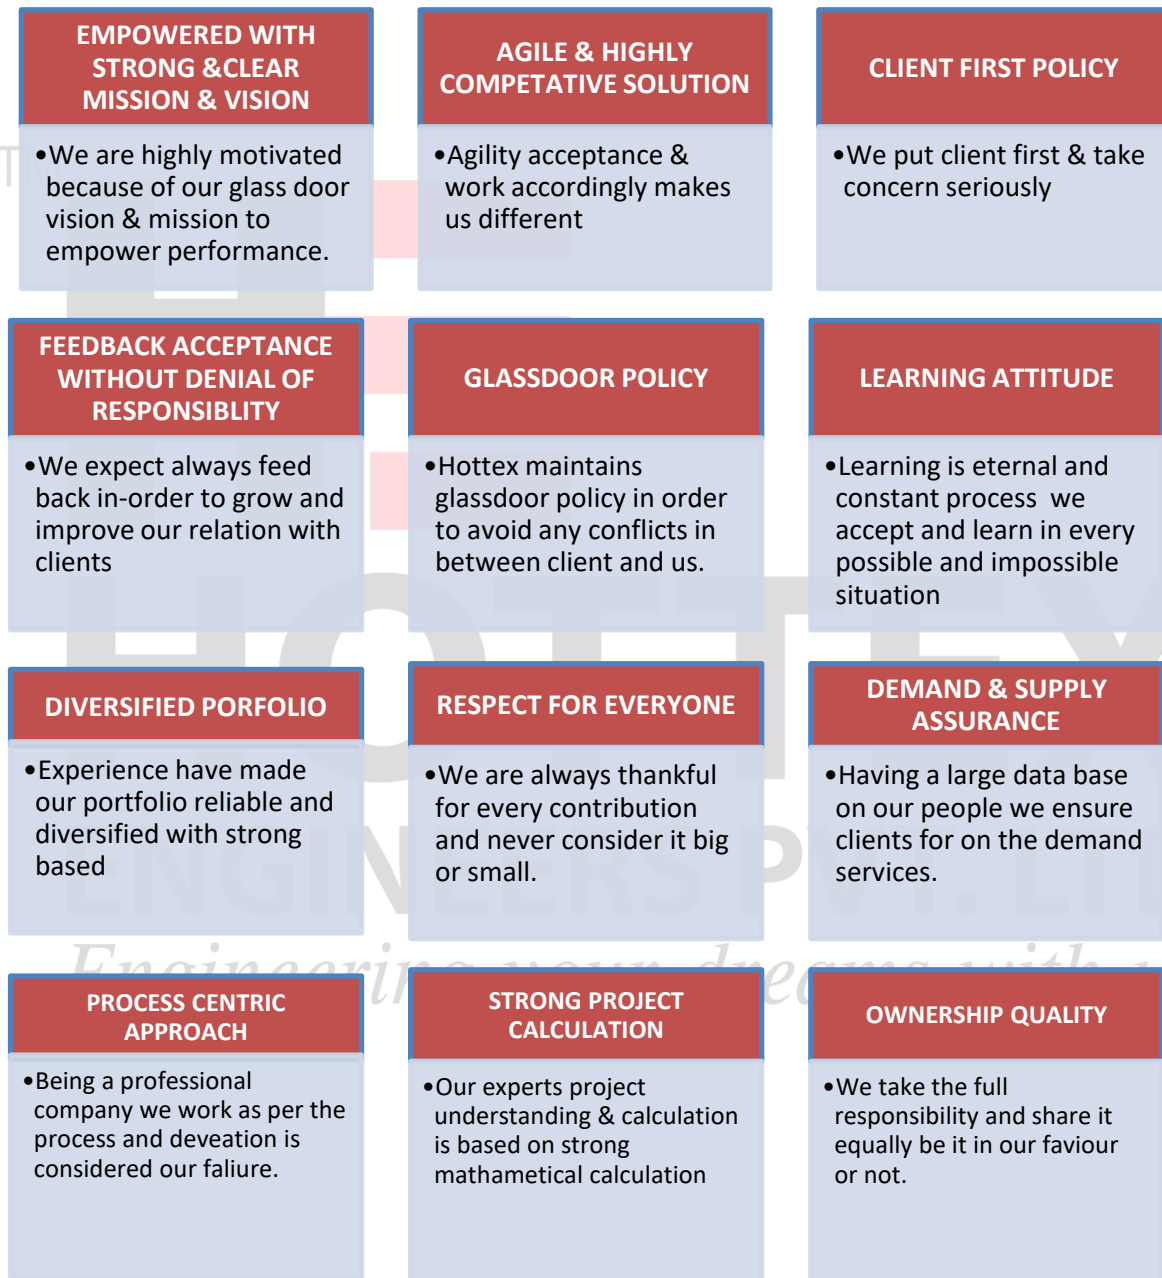 EMPOWERED WITH
STRONG &CLEAR
MISSION & VISION
•We are highly motivated
because of our glass door
vision & mission to
empower performance.
AGILE & HIGHLY
COMPETATIVE SOLUTION
•Agility acceptance &
work accordingly makes
us different
CLIENT FIRST POLICY
•We put client first & take
concern seriously
TM
FEEDBACK ACCEPTANCE
WITHOUT DENIAL OF
RESPONSIBLITY
•We expect always feed
back in-order to grow and
improve our relation with
clients
GLASSDOOR POLICY
•Hottex maintains
glassdoor policy in order
to avoid any conflicts in
between client and us.
LEARNING ATTITUDE
•Learning is eternal and
constant process we
accept and learn in every
possible and impossible
situation
HOTTEX
DIVERSIFIED PORFOLIO
•Experience have made
our portfolio reliable and
diversified with strong
based
RESPECT FOR EVERYONE
•We are always thankful
for every contribution
and never consider it big
or small.
DEMAND & SUPPLY
ASSURANCE
•Having a large data base
on our people we ensure
clients for on the demand
services.
ENGINEERS PVT. LT
Engineering your dreams with
PROCESS CENTRIC
APPROACH
•Being a professional
company we work as per the
process and deveation is
considered our faliure.
STRONG PROJECT
CALCULATION
•Our experts project
understanding & calculation
is based on strong
mathametical calculation
OWNERSHIP QUALITY
•We take the full
responsibility and share it
equally be it in our faviour
or not.